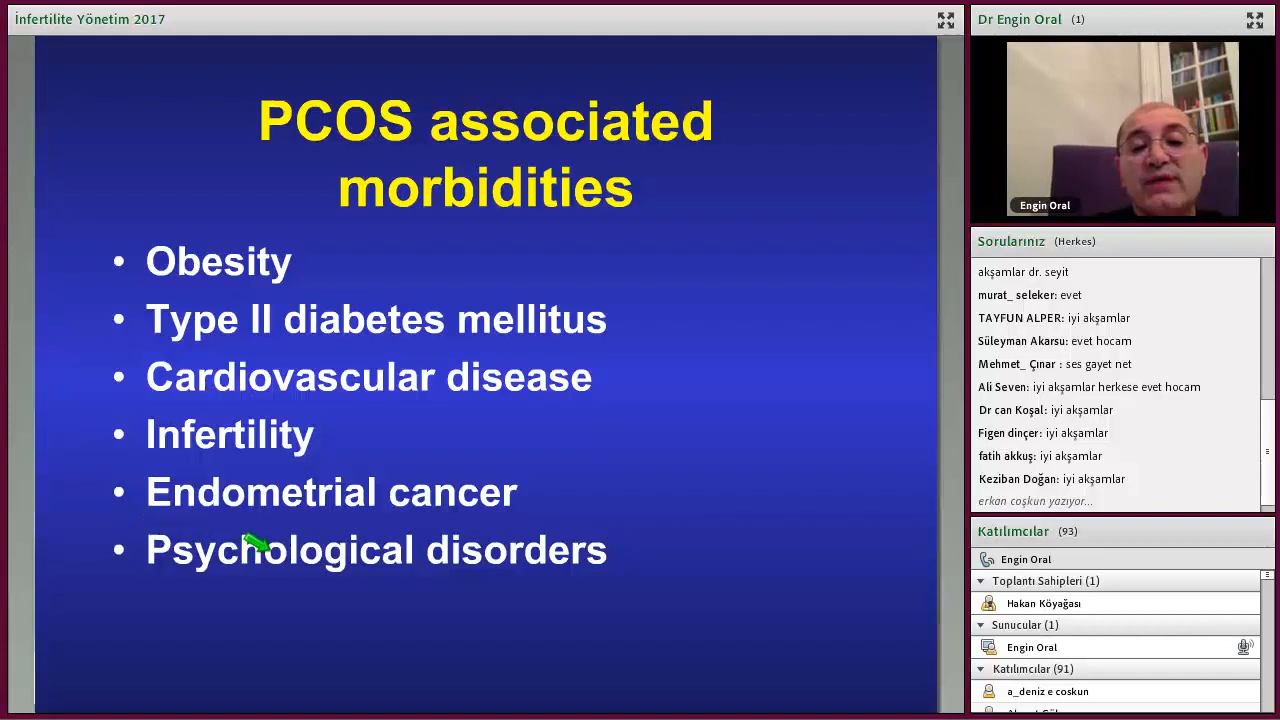 İnfertilite Yönetim 2017
PCOS associated
morbidities
• Obesity
• Type II diabetes mellitus
• Cardiovascular disease
• Infertility
• Endometrial cancer
• Psychological disorders
Dr Engin Oral (1)
Engin Oral
Sorularınız (Herkes)
akşamlar dr. seyit
murat_ seleker: evet
TAYFUN ALPER: iyi akşamlar
Süleyman Akarsu: evet hocam
Mehmet_ Çınar : ses gayet net
Ali Seven: iyi akşamlar herkese evet hocam
Dr can Koşal: iyi akşamlar
Figen dinçer: iyi akşamlar
fatih akkuş: iyi akşamlar
Keziban Doğan: iyi akşamlar
erkan coşkun yazıyor...
Katılımcılar (93)
Engin Oral
Toplantı Sahipleri (1)
Hakan Köyağası
Sunucular (1)
Engin Oral
Katılımcılar (91)
a_deniz e coskun